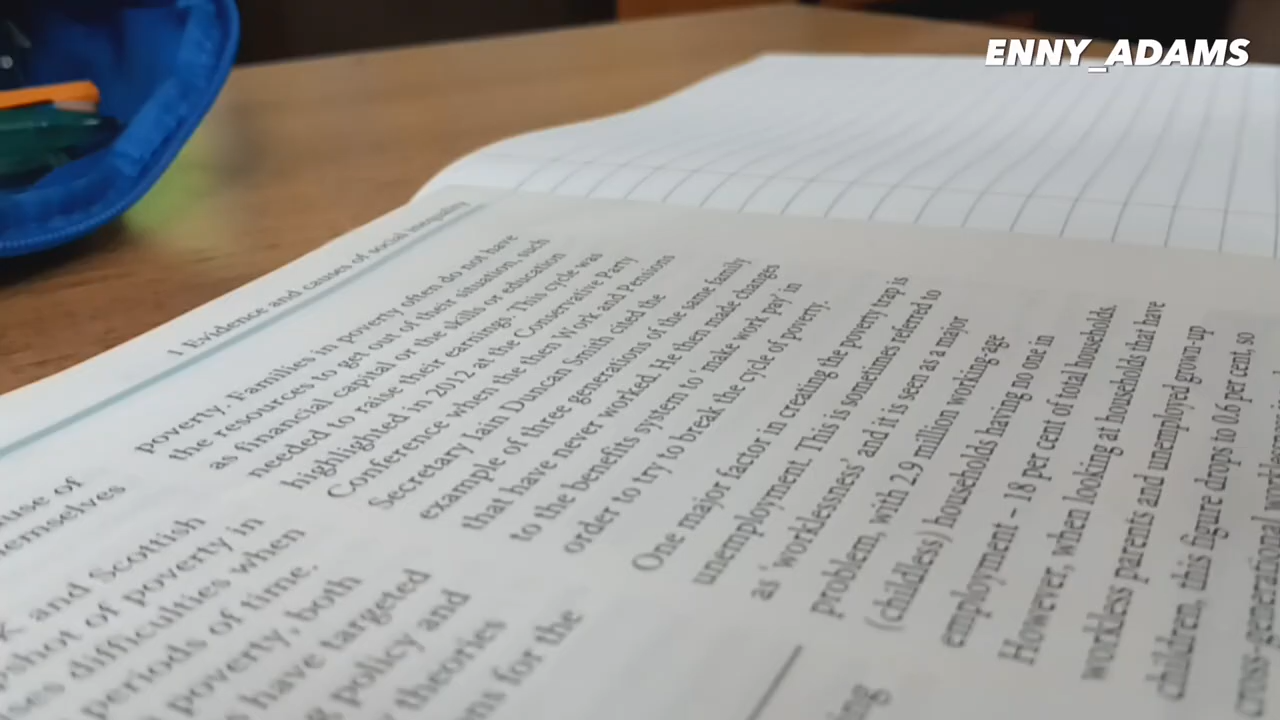 ENNY_ADAMS
1 Evidence and causes of social inequality
poverty. Families in poverty often do not have
the resources to get out of their situation, such
as financial capital or the skills or education
needed to raise their earnings. This cycle was
highlighted in 2012 at the Conservative Party
Conference when the then Work and Pensions
Secretary Iain Duncan Smith cited the
example of three generations of the same family
that have never worked. He then made changes
to the benefits system to 'make work pay' in
order to try to break the cycle of poverty.
One major factor in creating the poverty trap is
unemployment. This is sometimes referred to
as 'worklessness' and it is seen as a major
problem, with 2.9 million working-age
(childless) households having no one in
employment – 18 per cent of total households.
However, when looking at households that have
workless parents and unemployed grown-up
children, this figure drops to 0.6 per cent, so
cross-generational
of
K and Scottish
of poverty in
difficulties when
periods of time.
poverty, both
have targeted
policy and
theories
for the